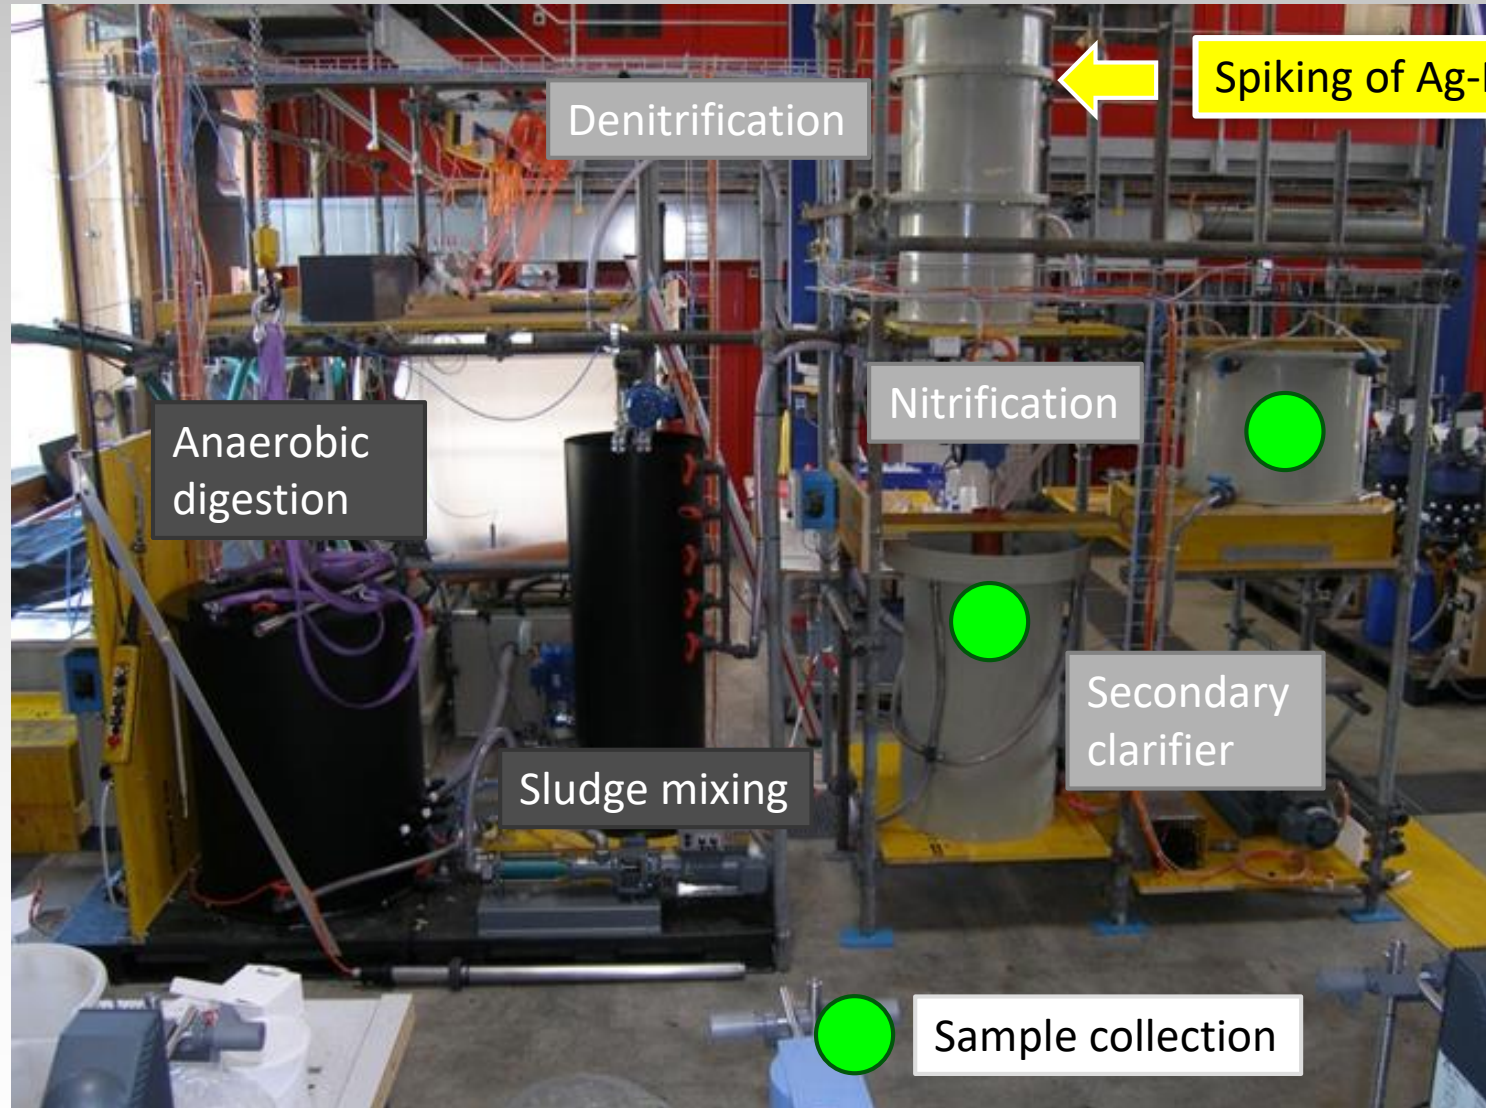 Denitrification
Spiking of Ag-
Nitrification
Anaerobic
digestion
Secondary
clarifier
Sludge mixing
Sample collection